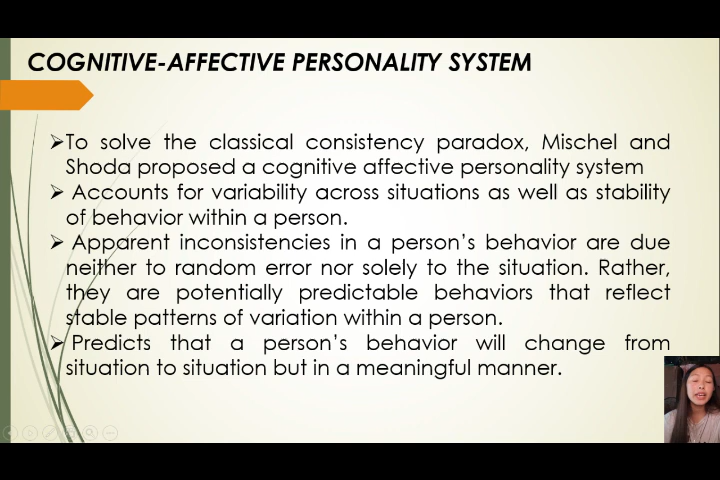 COGNITIVE-AFFECTIVE PERSONALITY SYSTEM
To solve the classical consistency paradox, Mischel and
Shoda proposed a cognitive affective personality system
Accounts for variability across situations as well as stability
of behavior within a person.
Apparent inconsistencies in a person's behavior are due
neither to random error nor solely to the situation. Rather,
they are potentially predictable behaviors that reflect
stable patterns of variation within a person.
Predicts that a person's behavior will change from
situation to situation but in a meaningful manner.